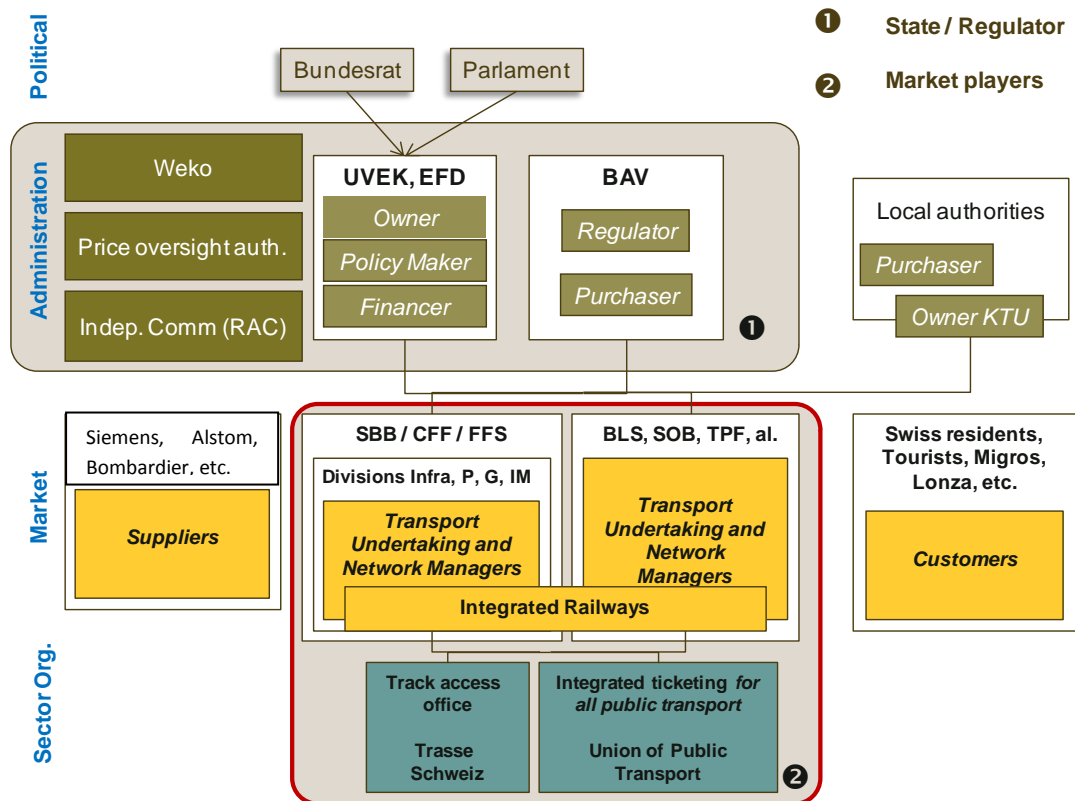 Political
Bundesrat
Parlament
❶ State / Regulator
❷ Market players
Administration
Weko
Price oversight auth.
Indep. Comm (RAC)
UVEK, EFD
Owner
Policy Maker
Financer
BAV
Regulator
Purchaser
❶
Local authorities
Purchaser
Owner KTU
Market
Siemens, Alstom,
Bombardier, etc.
Suppliers
SBB / CFF / FFS
Divisions Infra, P, G, IM
Transport
Undertaking and
Network Managers
BLS, SOB, TPF, al.
Transport
Undertaking and
Network
Managers
Integrated Railways
Swiss residents,
Tourists, Migros,
Lonza, etc.
Customers
Sector Org.
Track access
office
Trasse
Schweiz
Integrated ticketing for
all public transport
Union of Public
Transport
❷